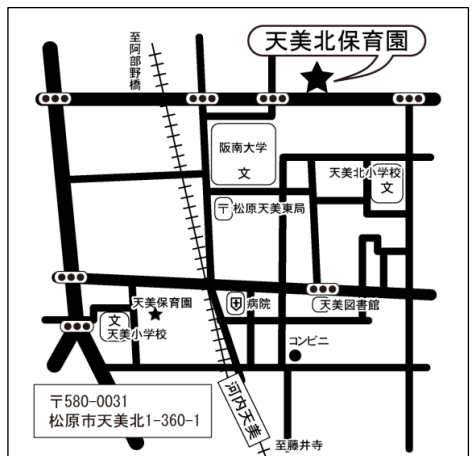 至阿部野橋
天美北保育園
阪南大学
文
天美北小学校
文
〒松原天美東局
天美保育園
病院
天美図書館
文
天美小学校
コンビニ
河内天美
〒580-0031
松原市天美北1-360-1
至藤井寺